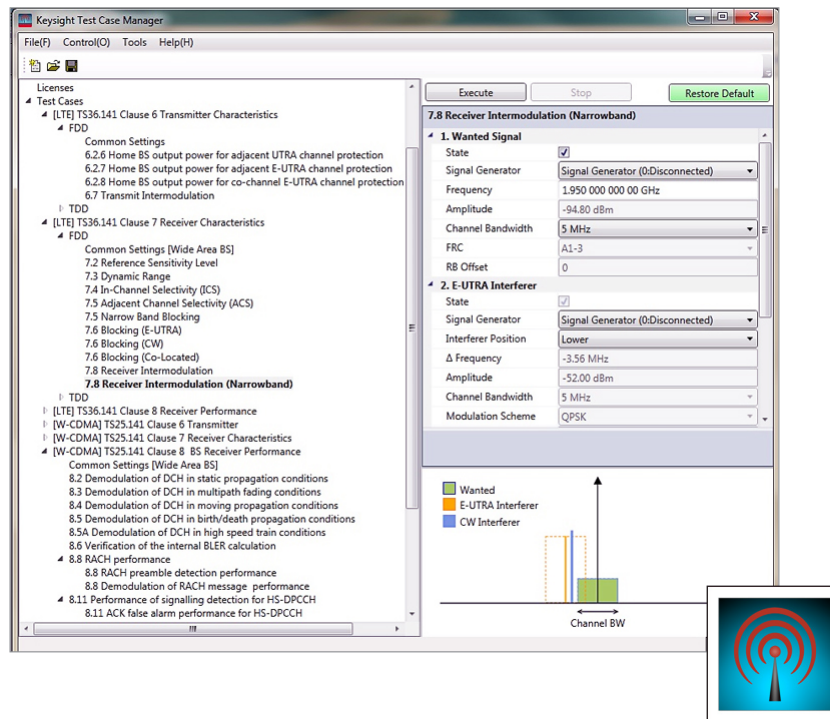 Keysight Test Case Manager
File(F) Control(O) Tools Help(H)
Licenses
Test Cases
[LTE] TS36.141 Clause 6 Transmitter Characteristics
FDD
Common Settings
6.2.6 Home BS output power for adjacent UTRA channel protection
6.2.7 Home BS output power for adjacent E-UTRA channel protection
6.2.8 Home BS output power for co-channel E-UTRA channel protection
6.7 Transmit Intermodulation
TDD
[LTE] TS36.141 Clause 7 Receiver Characteristics
FDD
Common Settings [Wide Area BS]
7.2 Reference Sensitivity Level
7.3 Dynamic Range
7.4 In-Channel Selectivity (ICS)
7.5 Adjacent Channel Selectivity (ACS)
7.5 Narrow Band Blocking
7.6 Blocking (E-UTRA)
7.6 Blocking (CW)
7.6 Blocking (Co-Located)
7.8 Receiver Intermodulation
7.8 Receiver Intermodulation (Narrowband)
TDD
[LTE] TS36.141 Clause 8 Receiver Performance
[W-CDMA] TS25.141 Clause 6 Transmitter
[W-CDMA] TS25.141 Clause 7 Receiver Characteristics
[W-CDMA] TS25.141 Clause 8 BS Receiver Performance
Common Settings [Wide Area BS]
8.2 Demodulation of DCH in static propagation conditions
8.3 Demodulation of DCH in multipath fading conditions
8.4 Demodulation of DCH in moving propagation conditions
8.5 Demodulation of DCH in birth/death propagation conditions
8.5A Demodulation of DCH in high speed train conditions
8.6 Verification of the internal BLER calculation
8.8 RACH performance
8.8 RACH preamble detection performance
8.8 Demodulation of RACH message performance
8.11 Performance of signalling detection for HS-DPCCH
8.11 ACK false alarm performance for HS-DPCCH
Execute Stop Restore Default
7.8 Receiver Intermodulation (Narrowband)
1. Wanted Signal
State
Signal Generator Signal Generator (0:Disconnected)
Frequency 1.950 000 000 00 GHz
Amplitude -94.80 dBm
Channel Bandwidth 5 MHz
FRC A1-3
RB Offset 0
2. E-UTRA Interferer
State
Signal Generator Signal Generator (0:Disconnected)
Interferer Position Lower
Δ Frequency -3.56 MHz
Amplitude -52.00 dBm
Channel Bandwidth 5 MHz
Modulation Scheme QPSK
Wanted
E-UTRA Interferer
CW Interferer
Channel BW